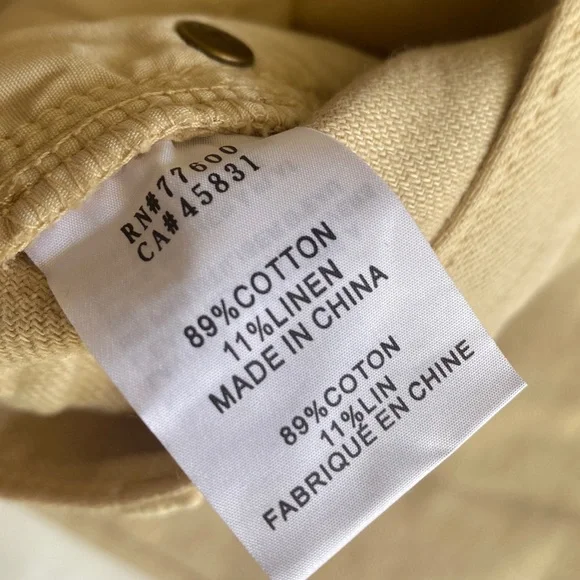 RN#77600
CA#45831
89%COTTON
11%LINEN
MADE IN CHINA
89%COTON
11%LIN
FABRIQUÉ EN CHINE